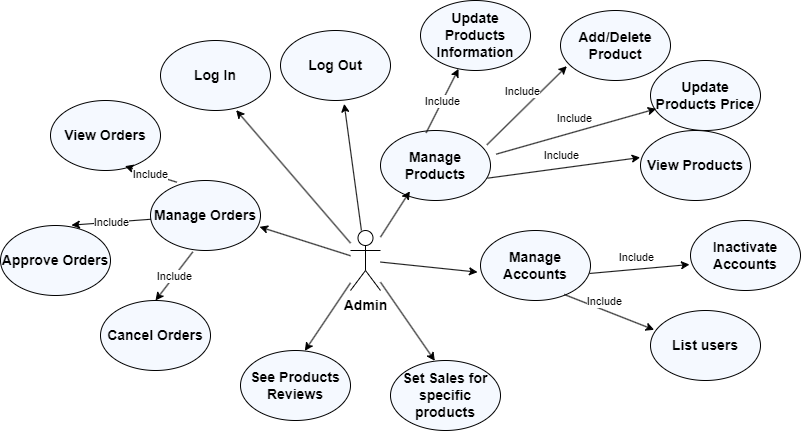 Update
Products
Information
Add/Delete
Product
Log In
Log Out
Update
Products Price
Include
Include
Include
View Orders
Manage
Products
Include
View Products
Include
Manage Orders
Include
Approve Orders
Include
Manage
Accounts
Include
Inactivate
Accounts
Admin
Include
Cancel Orders
List users
See Products
Reviews
Set Sales for
specific
products